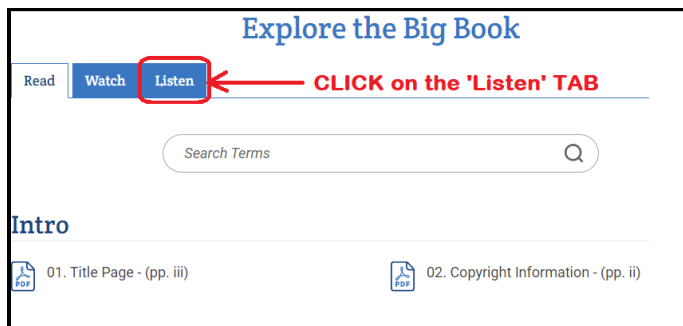 Explore the Big Book
Read Watch Listen CLICK on the 'Listen' TAB
Search Terms
Intro
PDF 01. Title Page - (pp. iii) PDF 02. Copyright Information - (pp. ii)